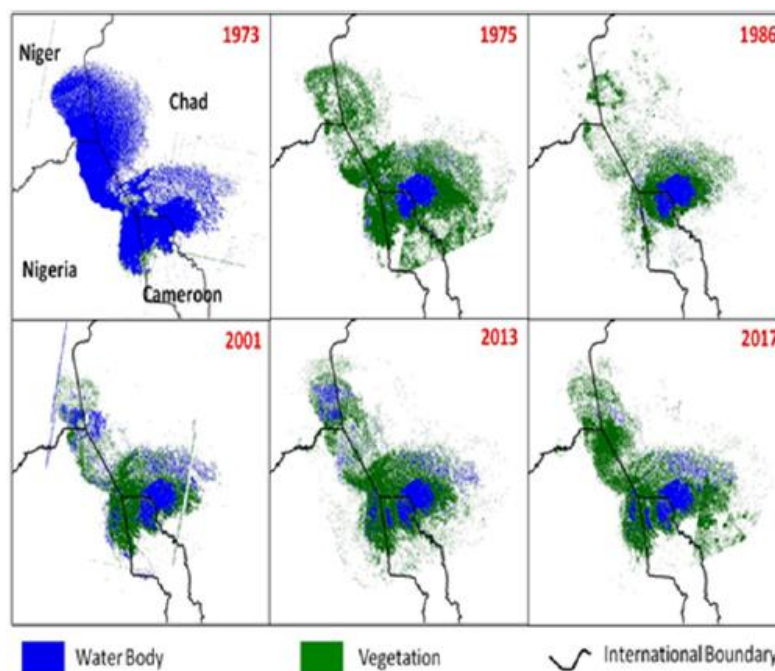 1973
Niger
Chad
Nigeria
Cameroon
1975
1986
2001
2013
2017
Water Body
Vegetation
International Boundary